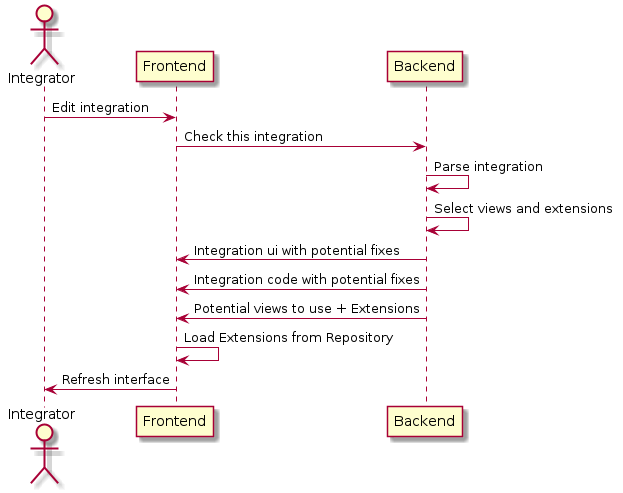 Integrator
Frontend
Backend
Edit integration
Check this integration
Parse integration
Select views and extensions
Integration ui with potential fixes
Integration code with potential fixes
Potential views to use + Extensions
Load Extensions from Repository
Refresh interface
Integrator
Frontend
Backend